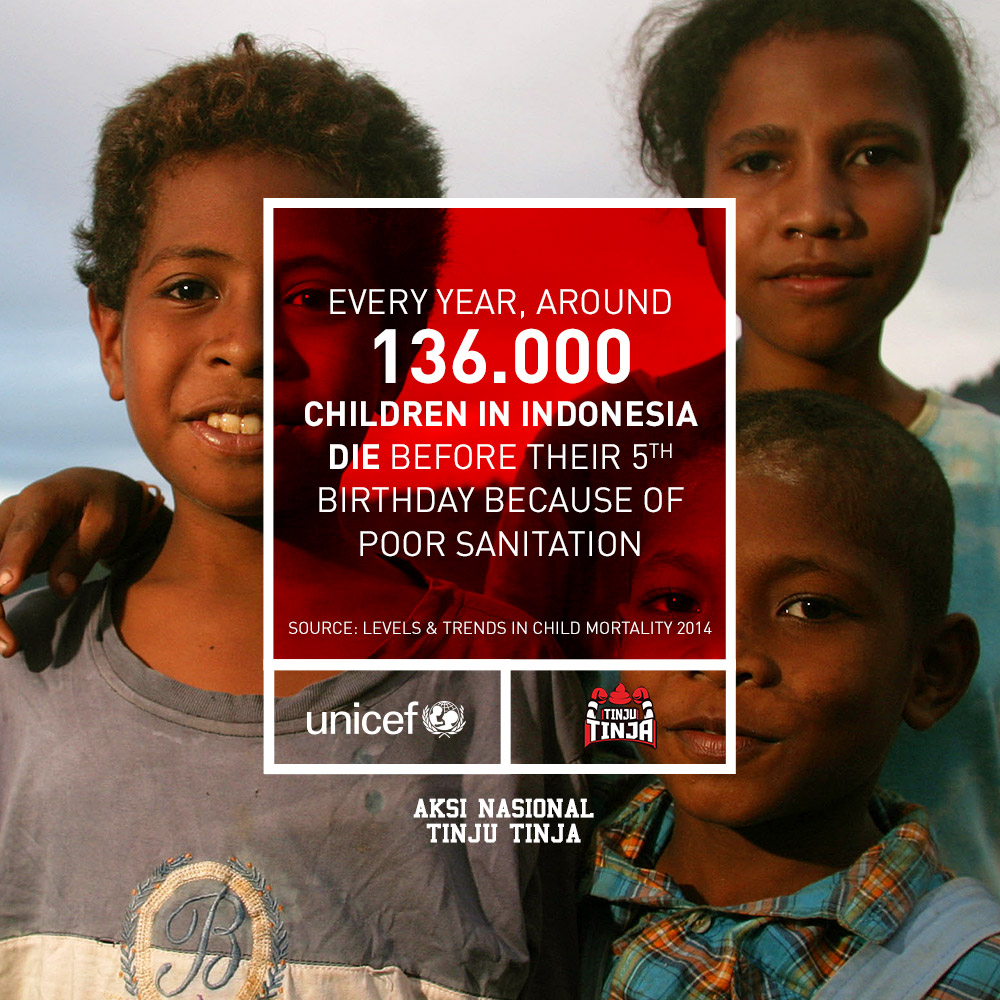 EVERY YEAR, AROUND
136.000
CHILDREN IN INDONESIA
DIE BEFORE THEIR 5TH
BIRTHDAY BECAUSE OF
POOR SANITATION
SOURCE: LEVELS & TRENDS IN CHILD MORTALITY 2014
unicef
TINJU
TINJA
AKSI NASIONAL
TINJU TINJA
B